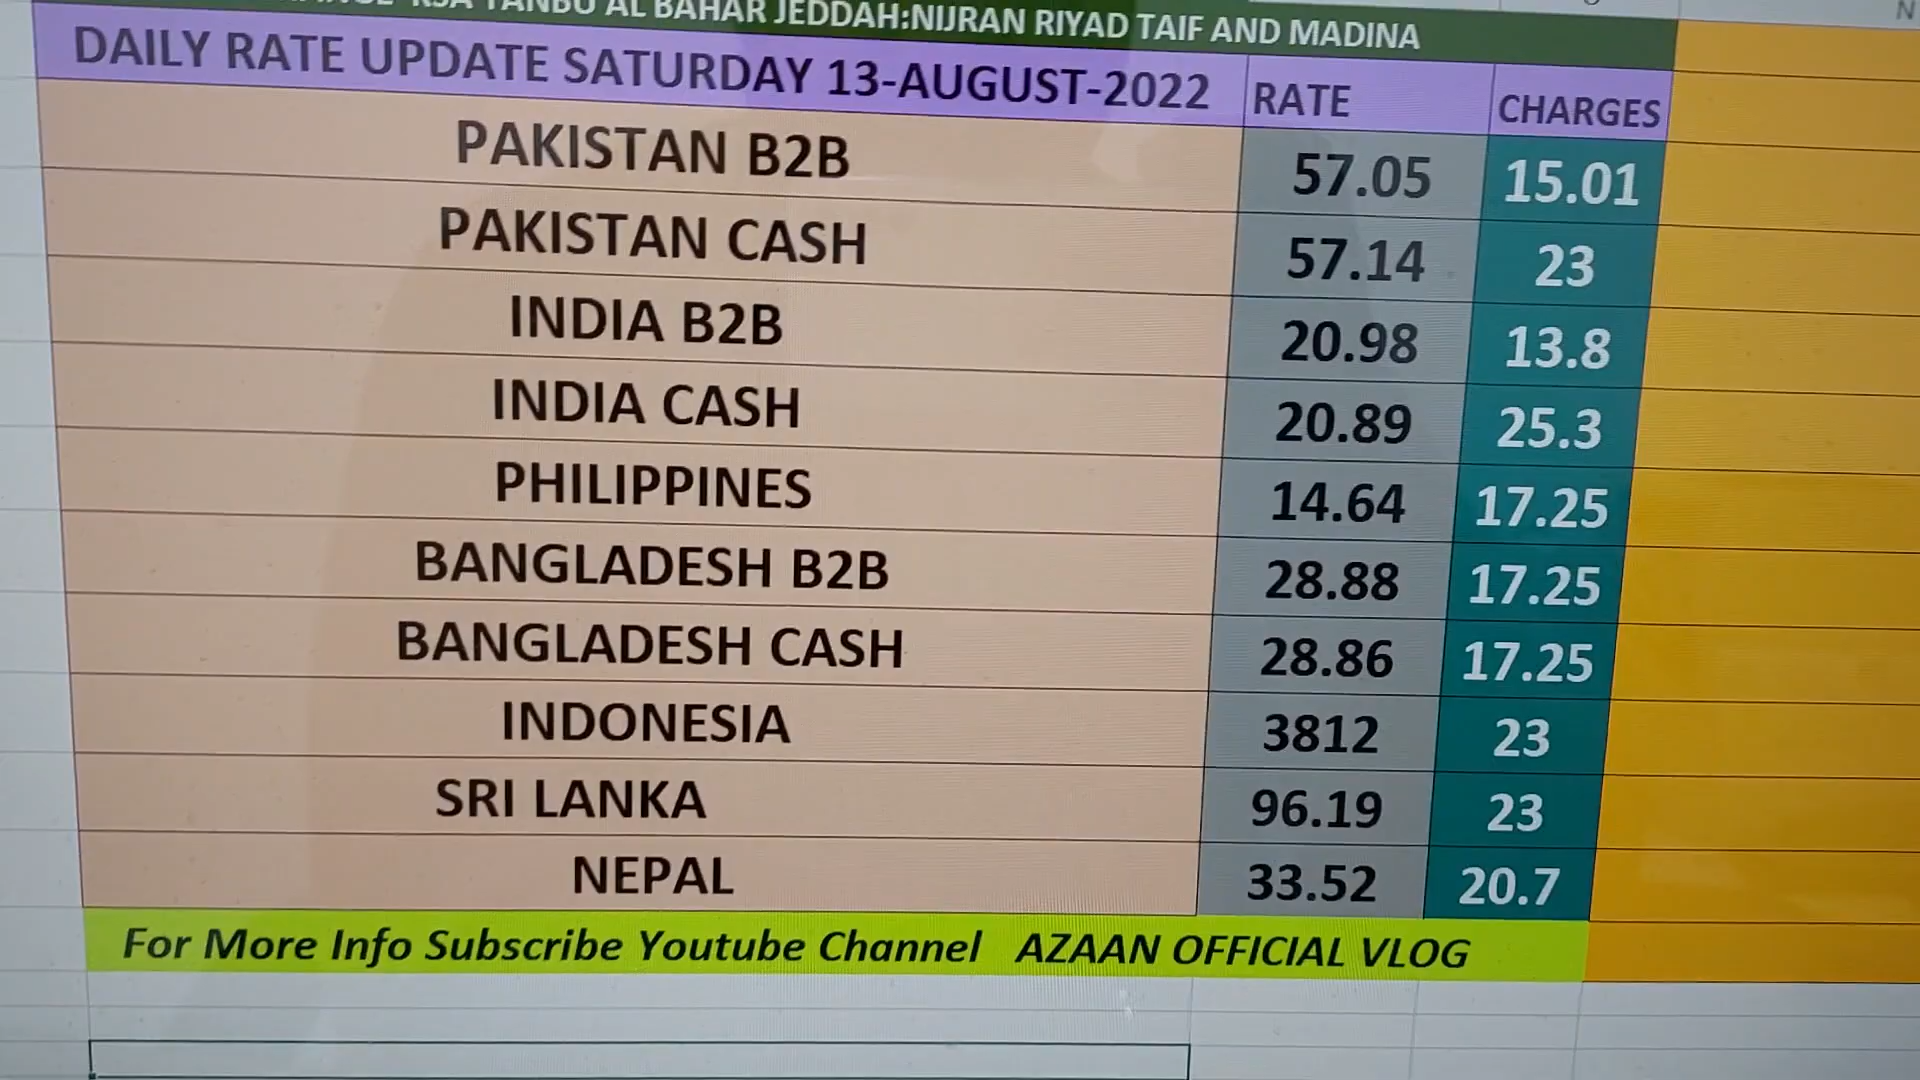 KSA YANBU AL BAHAR JEDDAH:NIJRAN RIYAD TAIF AND MADINA
DAILY RATE UPDATE SATURDAY 13-AUGUST-2022 RATE CHARGES
PAKISTAN B2B 57.05 15.01
PAKISTAN CASH 57.14 23
INDIA B2B 20.98 13.8
INDIA CASH 20.89 25.3
PHILIPPINES 14.64 17.25
BANGLADESH B2B 28.88 17.25
BANGLADESH CASH 28.86 17.25
INDONESIA 3812 23
SRI LANKA 96.19 23
NEPAL 33.52 20.7
For More Info Subscribe Youtube Channel AZAAN OFFICIAL VLOG